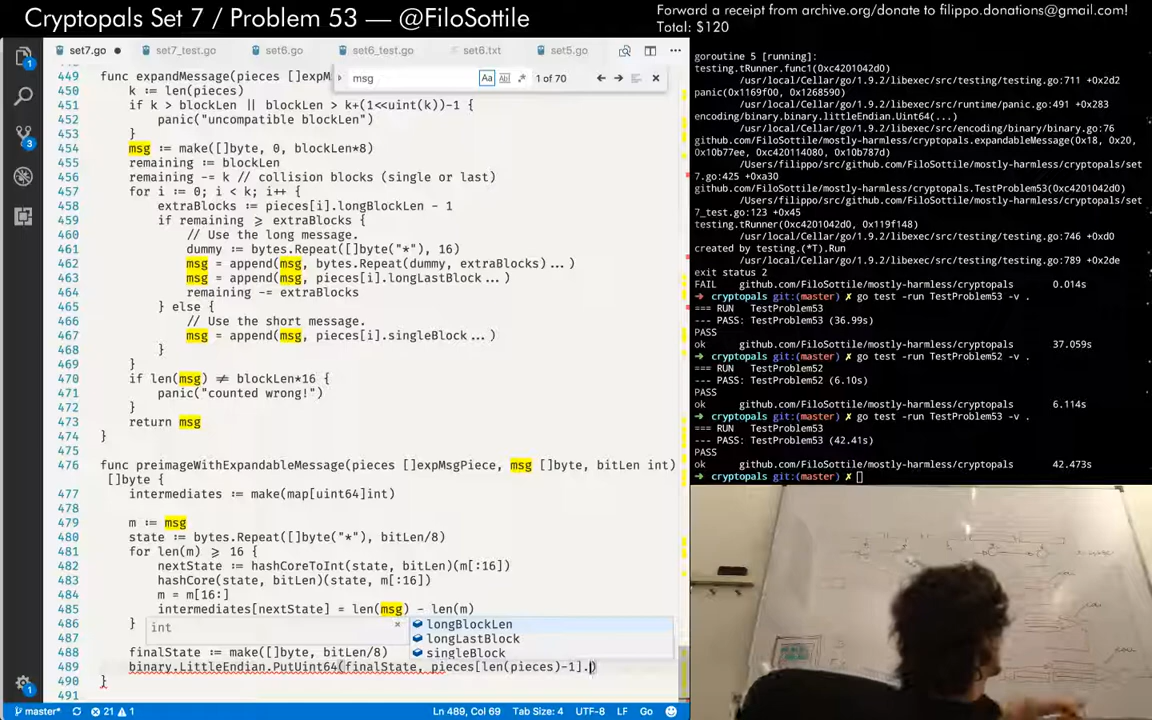 Cryptopals Set 7 / Problem 53 — @FiloSottile
Forward a receipt from archive.org/donate to filippo.donations@gmail.com!
Total: $120
set7.go
set7_test.go
set6.go
set6_test.go
set6.txt
set5.go
msg
Aa
Abl
.*
1 of 70
449 func expandMessage(pieces []expM
450 k := len(pieces)
451 if k > blockLen || blockLen > k+(1<<uint(k))-1 {
452 panic("uncompatible blockLen")
453 }
454 msg := make([]byte, 0, blockLen*8)
455 remaining := blockLen
456 remaining -= k // collision blocks (single or last)
457 for i := 0; i < k; i++ {
458 extraBlocks := pieces[i].longBlockLen - 1
459 if remaining ⩾ extraBlocks {
460 // Use the long message.
461 dummy := bytes.Repeat([]byte("*"), 16)
462 msg = append(msg, bytes.Repeat(dummy, extraBlocks)...)
463 msg = append(msg, pieces[i].longLastBlock...)
464 remaining -= extraBlocks
465 } else {
466 // Use the short message.
467 msg = append(msg, pieces[i].singleBlock...)
468 }
469 }
470 if len(msg) ≠ blockLen*16 {
471 panic("counted wrong!")
472 }
473 return msg
474 }
475
476 func preimageWithExpandableMessage(pieces []expMsgPiece, msg []byte, bitLen int)
[]byte {
477 intermediates := make(map[uint64]int)
478
479 m := msg
480 state := bytes.Repeat([]byte("*"), bitLen/8)
481 for len(m) ⩾ 16 {
482 nextState := hashCoreToInt(state, bitLen)(m[:16])
483 hashCore(state, bitLen)(state, m[:16])
484 m = m[16:]
485 intermediates[nextState] = len(msg) - len(m)
486 }
487
488 finalState := make([]byte, bitLen/8)
489 binary.LittleEndian.PutUint64(finalState, pieces[len(pieces)-1].)
490 }
491
int
×
longBlockLen
longLastBlock
singleBlock
1
3
1
master*
21
1
Ln 489, Col 69
Tab Size: 4
UTF-8
LF
Go
goroutine 5 [running]:
testing.tRunner.func1(0xc4201042d0)
/usr/local/Cellar/go/1.9.2/libexec/src/testing/testing.go:711 +0x2d2
panic(0x1169f00, 0x1268590)
/usr/local/Cellar/go/1.9.2/libexec/src/runtime/panic.go:491 +0x283
encoding/binary.binary.littleEndian.Uint64(...)
/usr/local/Cellar/go/1.9.2/libexec/src/encoding/binary/binary.go:76
github.com/FiloSottile/mostly-harmless/cryptopals.expandableMessage(0x18, 0x20,
0x10b77ee, 0xc420114080, 0x10b787d)
/Users/filippo/src/github.com/FiloSottile/mostly-harmless/cryptopals/set
7.go:425 +0xa30
github.com/FiloSottile/mostly-harmless/cryptopals.TestProblem53(0xc4201042d0)
/Users/filippo/src/github.com/FiloSottile/mostly-harmless/cryptopals/set
7_test.go:123 +0x45
testing.tRunner(0xc4201042d0, 0x119f148)
/usr/local/Cellar/go/1.9.2/libexec/src/testing/testing.go:746 +0xd0
created by testing.(*T).Run
/usr/local/Cellar/go/1.9.2/libexec/src/testing/testing.go:789 +0x2de
exit status 2
FAIL github.com/FiloSottile/mostly-harmless/cryptopals 0.014s
➜ cryptopals git:(master) ✗ go test -run TestProblem53 -v .
=== RUN TestProblem53
--- PASS: TestProblem53 (36.99s)
PASS
ok github.com/FiloSottile/mostly-harmless/cryptopals 37.059s
➜ cryptopals git:(master) ✗ go test -run TestProblem52 -v .
=== RUN TestProblem52
--- PASS: TestProblem52 (6.10s)
PASS
ok github.com/FiloSottile/mostly-harmless/cryptopals 6.114s
➜ cryptopals git:(master) ✗ go test -run TestProblem53 -v .
=== RUN TestProblem53
--- PASS: TestProblem53 (42.41s)
PASS
ok github.com/FiloSottile/mostly-harmless/cryptopals 42.473s
➜ cryptopals git:(master) ✗